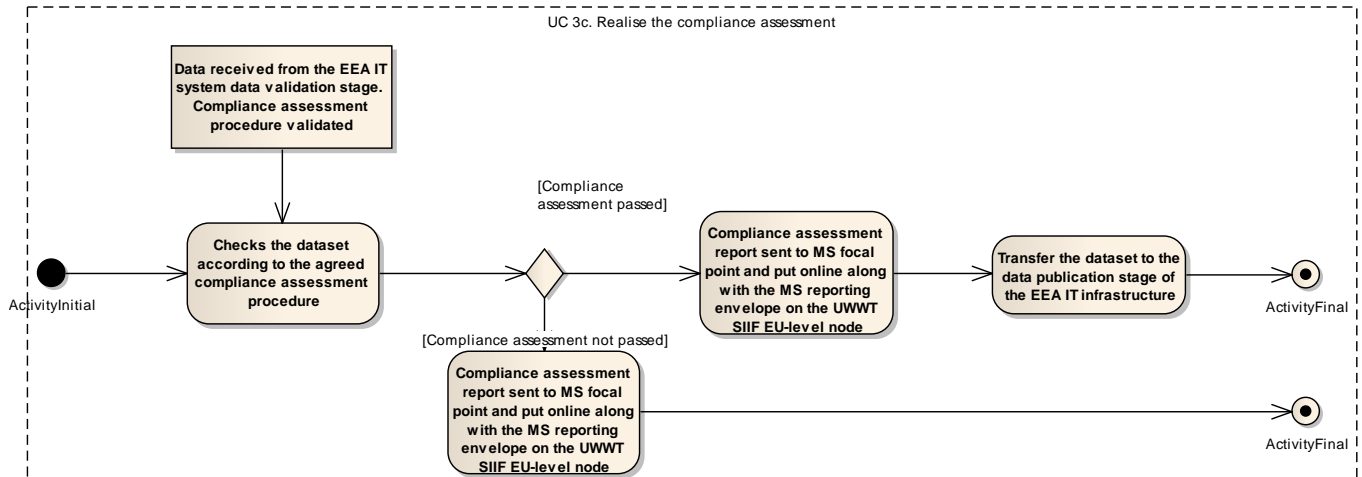 UC 3c. Realise the compliance assessment
Data received from the EEA IT
system data validation stage.
Compliance assessment
procedure validated
[Compliance
assessment passed]
Checks the dataset
according to the agreed
compliance assessment
procedure
Compliance assessment
report sent to MS focal
point and put online along
with the MS reporting
envelope on the UWWT
SIIF EU-level node
Transfer the dataset to the
data publication stage of
the EEA IT infrastructure
ActivityInitial
ActivityFinal
[Compliance assessment not passed]
Compliance assessment
report sent to MS focal
point and put online along
with the MS reporting
envelope on the UWWT
SIIF EU-level node
ActivityFinal